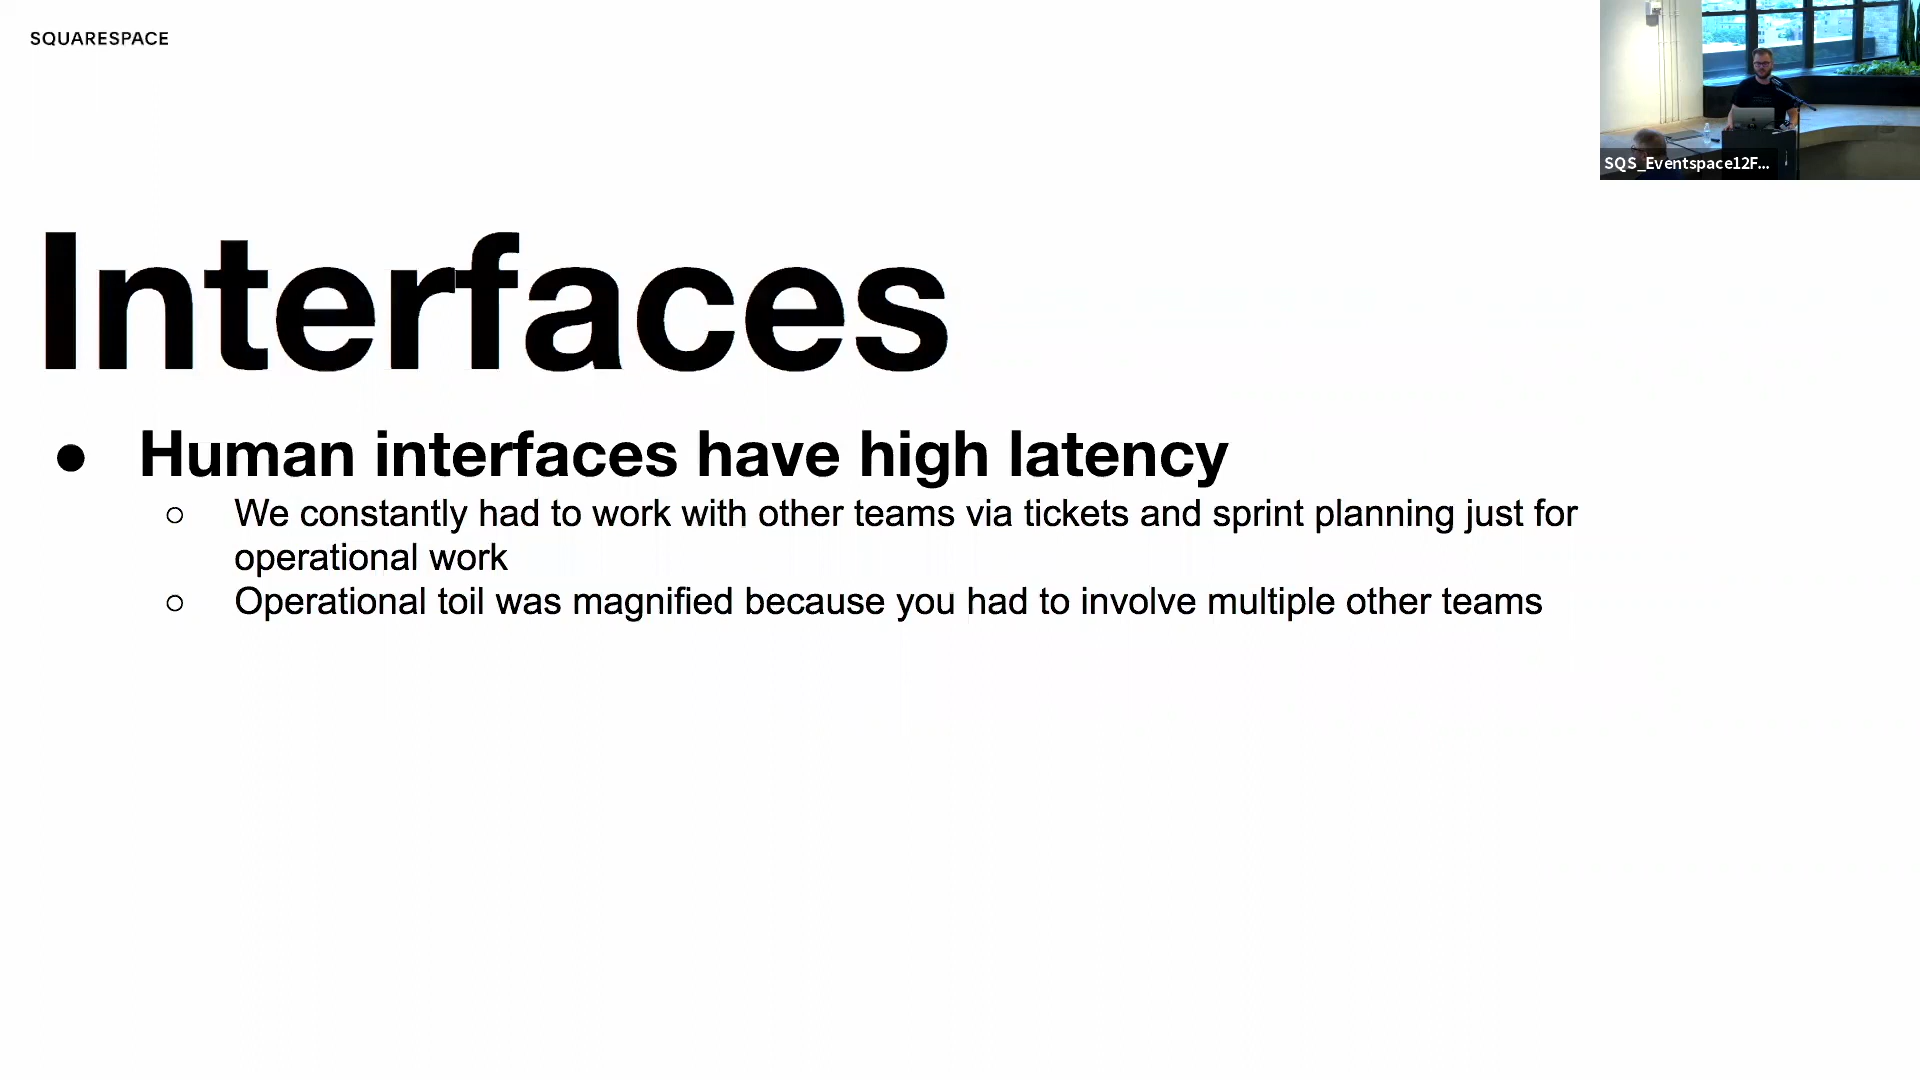 SQUARESPACE
SQS_Eventspace12F...
Interfaces
● Human interfaces have high latency
○ We constantly had to work with other teams via tickets and sprint planning just for
operational work
○ Operational toil was magnified because you had to involve multiple other teams